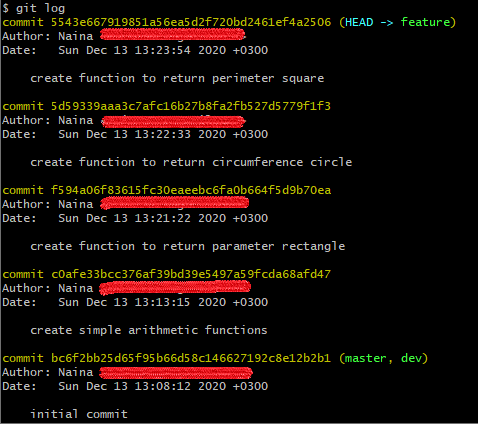 $ git log
commit 5543e667919851a56ea5d2f720bd2461ef4a2506 (HEAD -> feature)
Author: Naina
Date:   Sun Dec 13 13:23:54 2020 +0300
create function to return perimeter square
commit 5d59339aaa3c7afc16b27b8fa2fb527d5779f1f3
Author: Naina
Date:   Sun Dec 13 13:22:33 2020 +0300
create function to return circumference circle
commit f594a06f83615fc30eaeebc6fa0b664f5d9b70ea
Author: Naina
Date:   Sun Dec 13 13:21:22 2020 +0300
create function to return parameter rectangle
commit c0afe33bcc376af39bd39e5497a59fcda68afd47
Author: Naina
Date:   Sun Dec 13 13:13:15 2020 +0300
create simple arithmetic functions
commit bc6f2bb25d65f95b66d58c146627192c8e12b2b1 (master, dev)
Author: Naina
Date:   Sun Dec 13 13:08:12 2020 +0300
initial commit